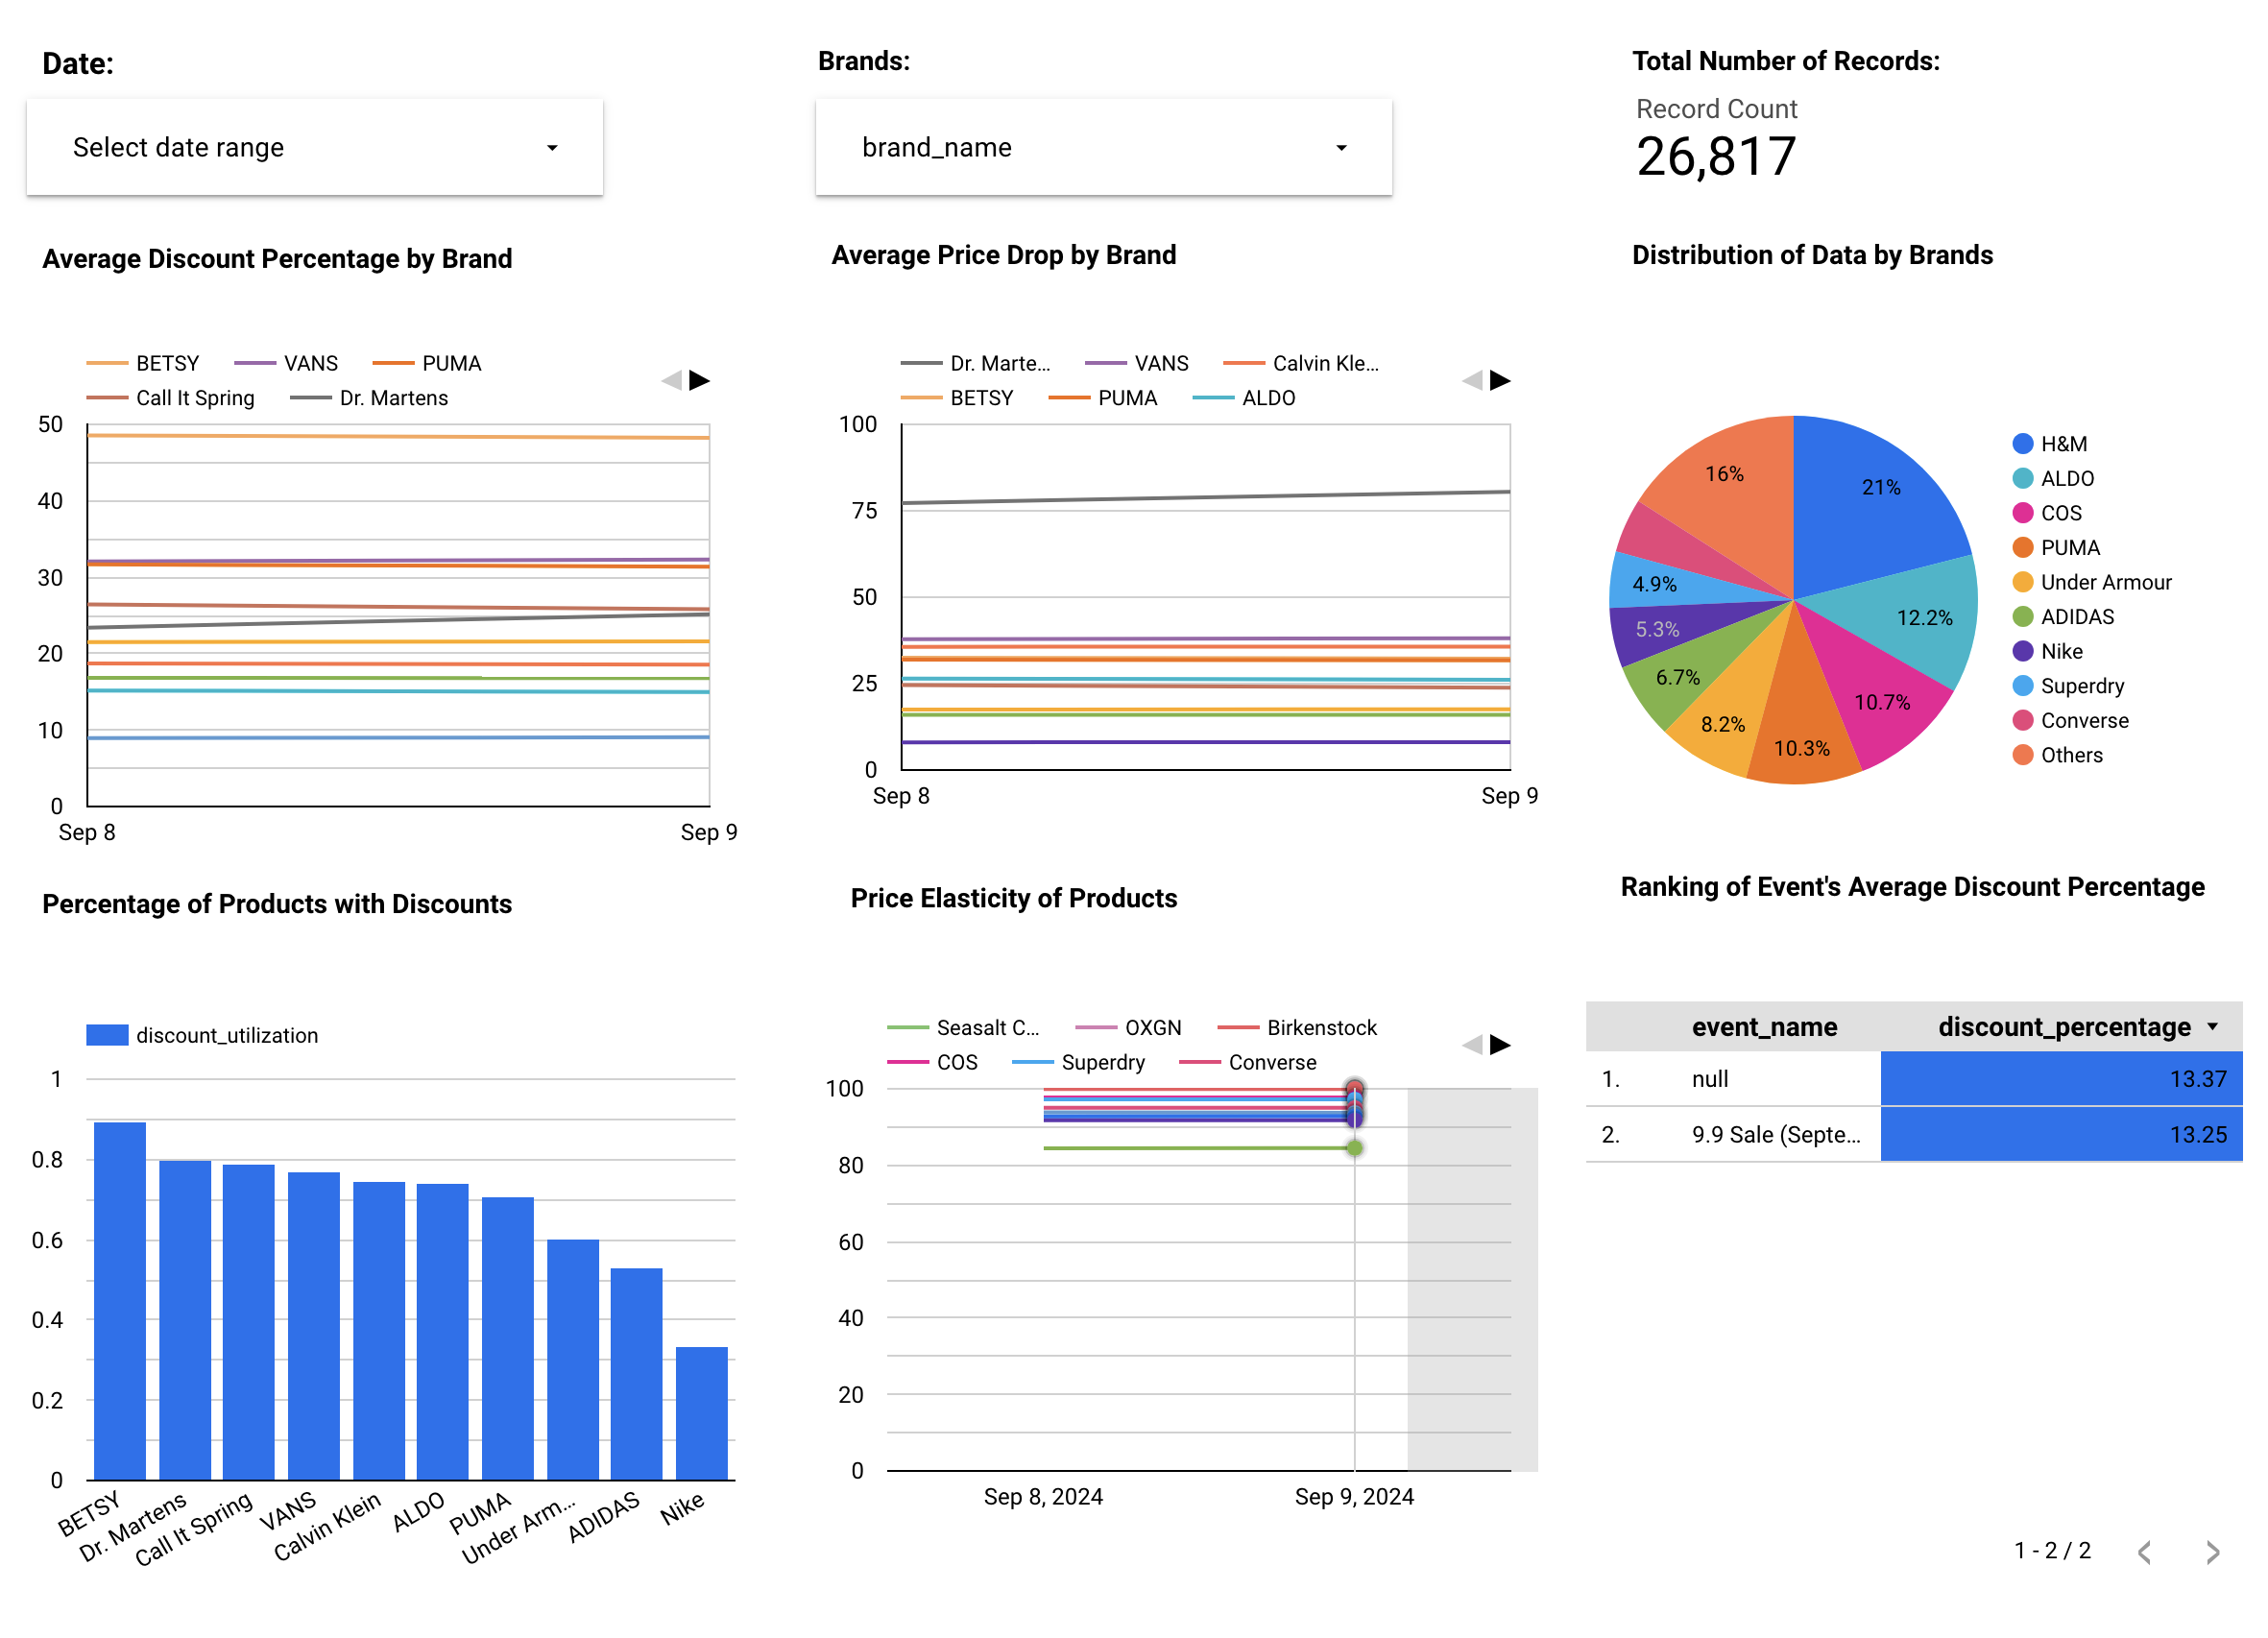 Date:
Select date range
Brands:
brand_name
Total Number of Records:
Record Count
26,817
Average Discount Percentage by Brand
BETSY VANS PUMA
Call It Spring Dr. Martens
50
40
30
20
10
0
Sep 8 Sep 9
Average Price Drop by Brand
Dr. Marte... VANS Calvin Kle...
BETSY PUMA ALDO
100
75
50
25
0
Sep 8 Sep 9
Distribution of Data by Brands
21%
12.2%
10.7%
10.3%
8.2%
6.7%
5.3%
4.9%
16%
H&M
ALDO
COS
PUMA
Under Armour
ADIDAS
Nike
Superdry
Converse
Others
Percentage of Products with Discounts
discount_utilization
1
0.8
0.6
0.4
0.2
0
BETSY
Dr. Martens
Call It Spring
VANS
Calvin Klein
ALDO
PUMA
Under Arm...
ADIDAS
Nike
Price Elasticity of Products
Seasalt C... OXGN Birkenstock
COS Superdry Converse
100
80
60
40
20
0
Sep 8, 2024 Sep 9, 2024
Ranking of Event's Average Discount Percentage
event_name discount_percentage
1. null 13.37
2. 9.9 Sale (Septe... 13.25
1 - 2 / 2